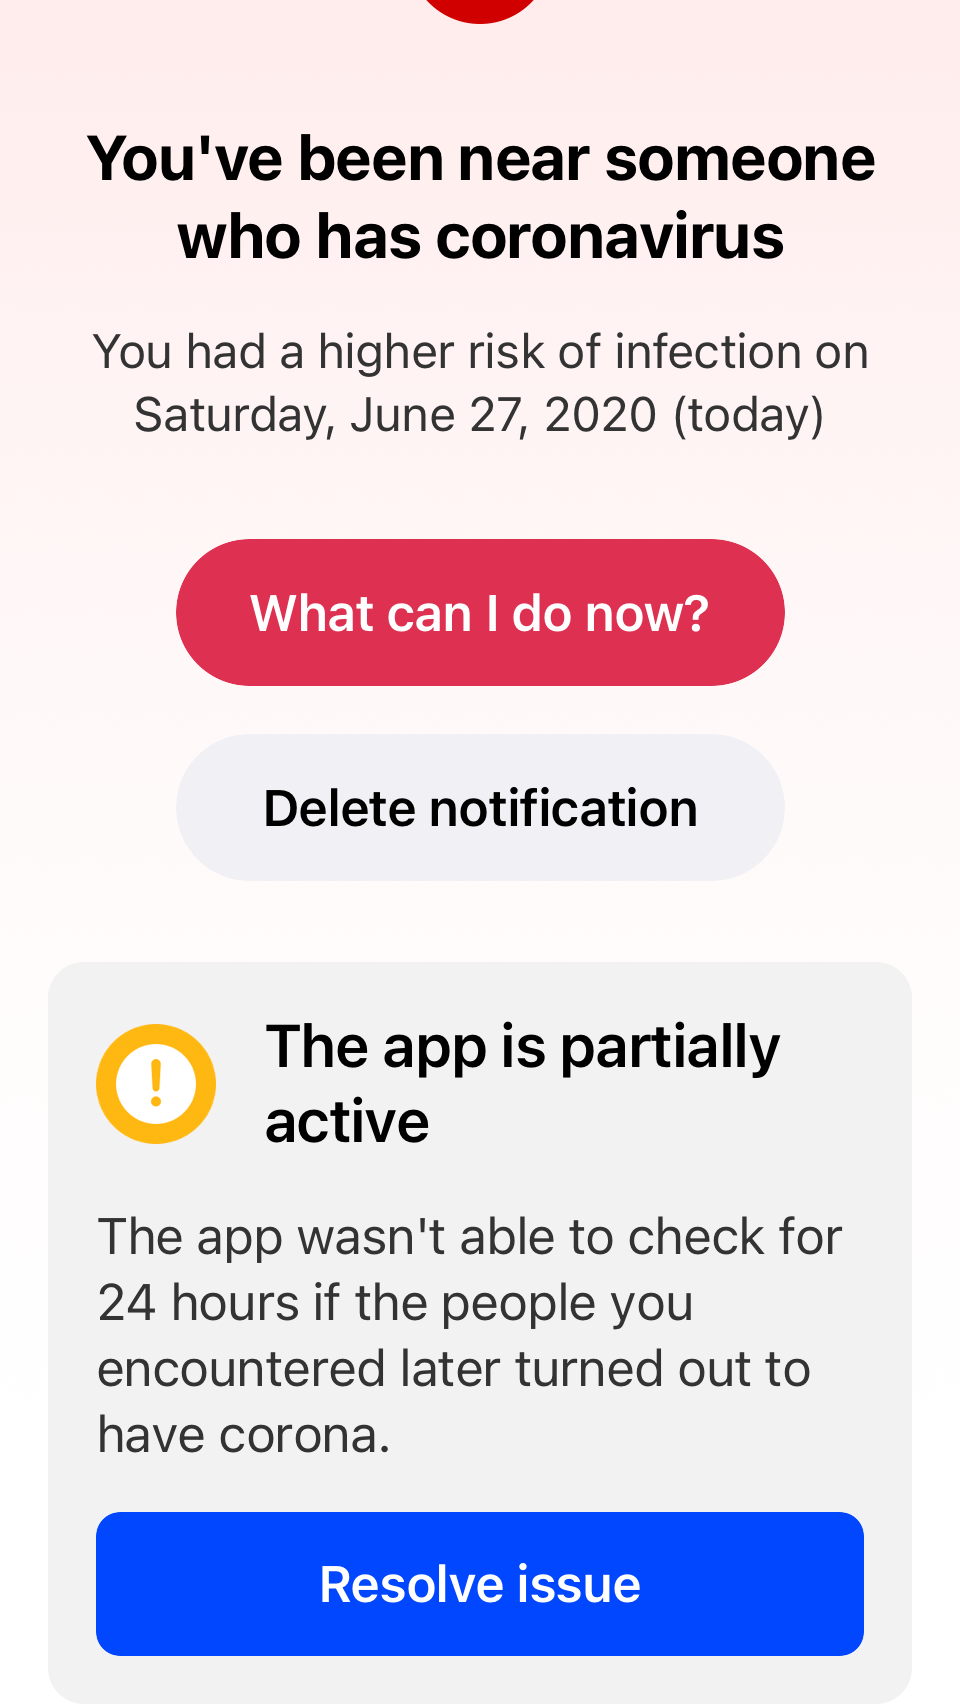 You've been near someone
who has coronavirus
You had a higher risk of infection on
Saturday, June 27, 2020 (today)
What can I do now?
Delete notification
The app is partially
active
The app wasn't able to check for
24 hours if the people you
encountered later turned out to
have corona.
Resolve issue